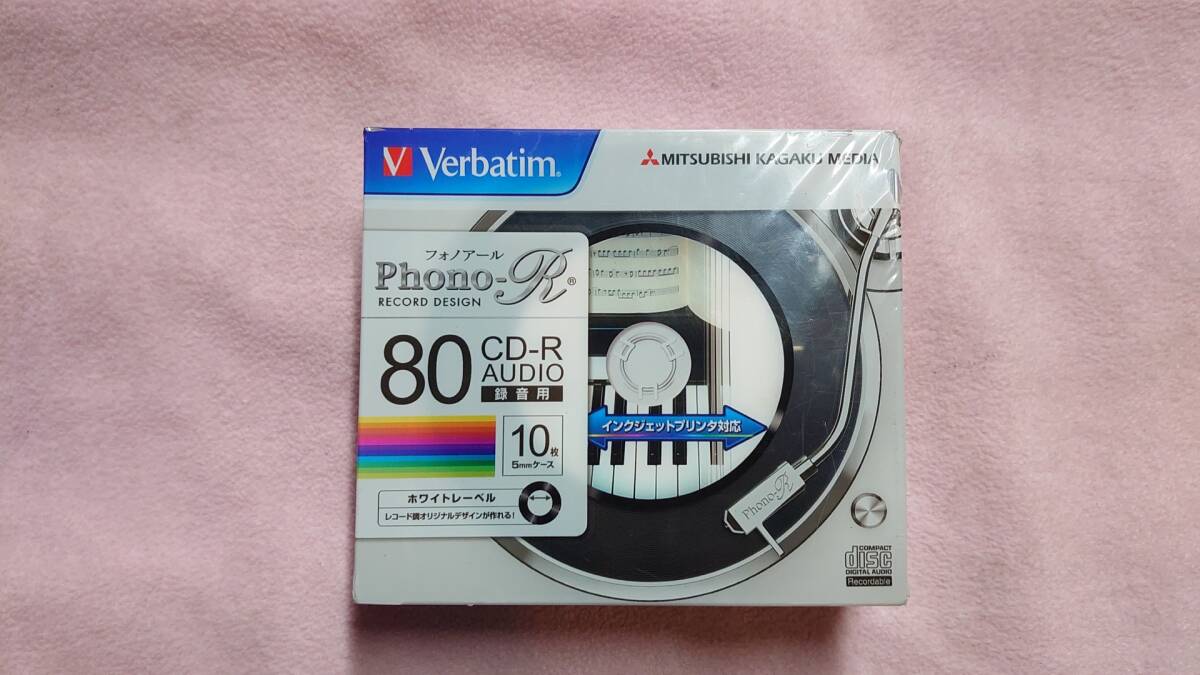 Verbatim.
MITSUBISHI KAGAKU MEDIA
フォノアール
Phono-R®
RECORD DESIGN
80 CD-R AUDIO
録音用
10枚
5mmケース
インクジェットプリンタ対応
ホワイトレーベル
レコード調オリジナルデザインが作れる!
Phono-R
COMPACT
disc
DIGITAL AUDIO
Recordable